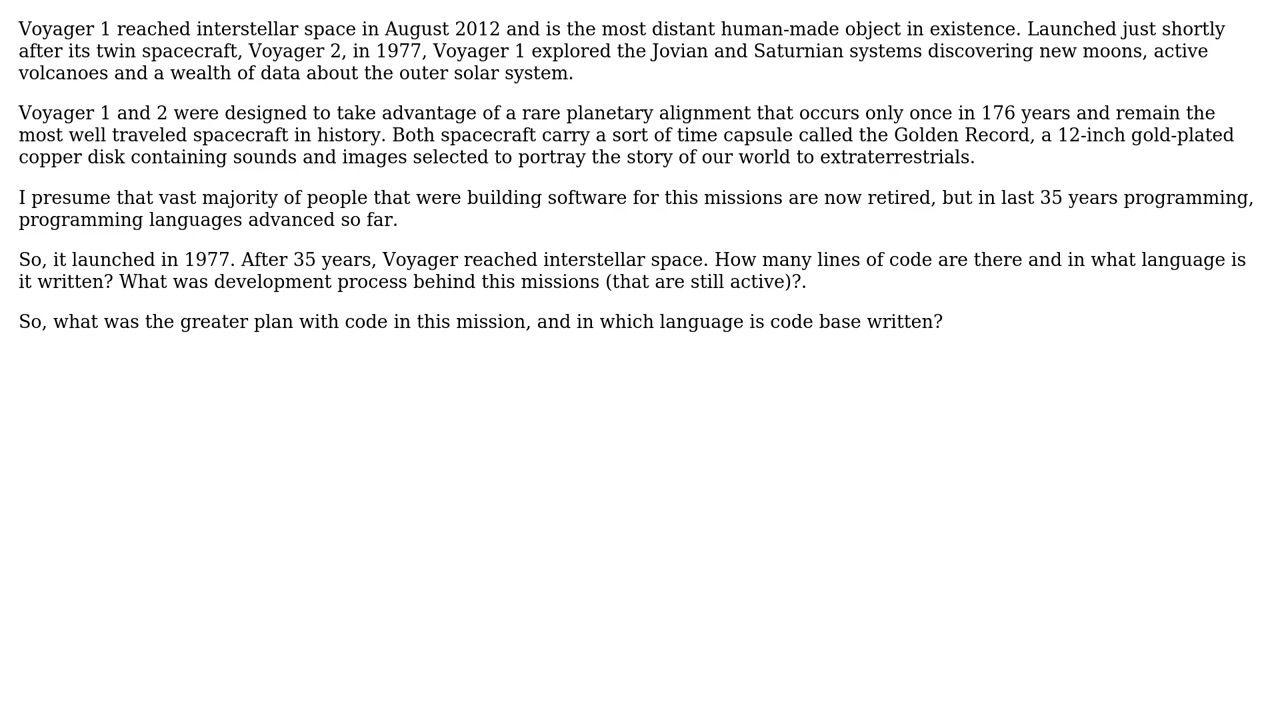 Voyager 1 reached interstellar space in August 2012 and is the most distant human-made object in existence. Launched just shortly
after its twin spacecraft, Voyager 2, in 1977, Voyager 1 explored the Jovian and Saturnian systems discovering new moons, active
volcanoes and a wealth of data about the outer solar system.
Voyager 1 and 2 were designed to take advantage of a rare planetary alignment that occurs only once in 176 years and remain the
most well traveled spacecraft in history. Both spacecraft carry a sort of time capsule called the Golden Record, a 12-inch gold-plated
copper disk containing sounds and images selected to portray the story of our world to extraterrestrials.
I presume that vast majority of people that were building software for this missions are now retired, but in last 35 years programming,
programming languages advanced so far.
So, it launched in 1977. After 35 years, Voyager reached interstellar space. How many lines of code are there and in what language is
it written? What was development process behind this missions (that are still active)?.
So, what was the greater plan with code in this mission, and in which language is code base written?